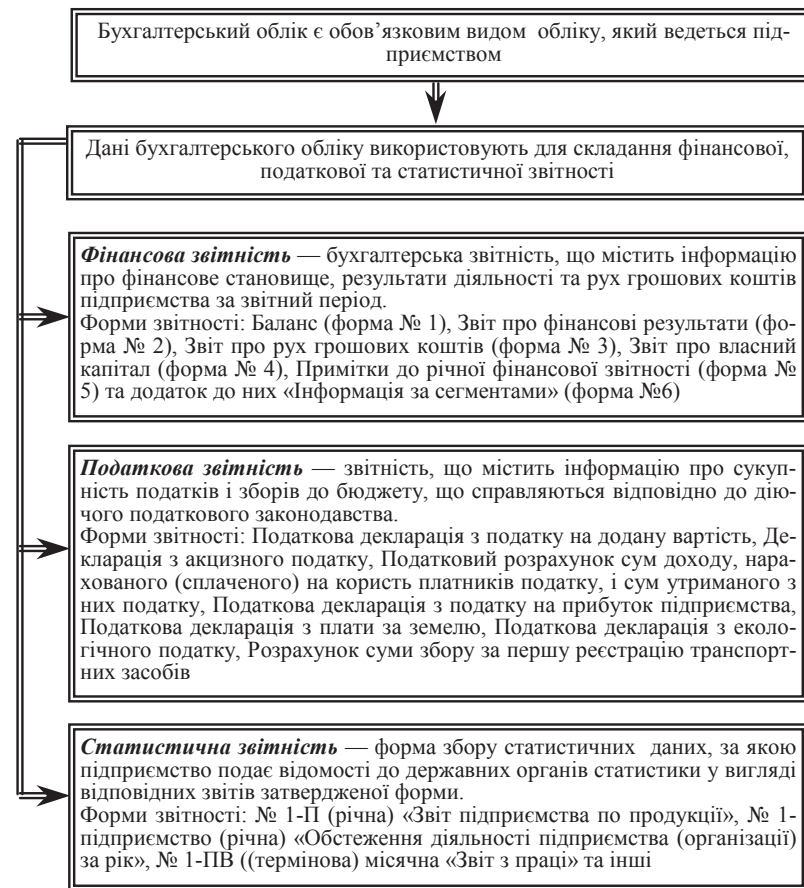 Бухгалтерський облік є обов’язковим видом обліку, який ведеться під-
приємством
Дані бухгалтерського обліку використовують для складання фінансової,
податкової та статистичної звітності
Фінансова звітність — бухгалтерська звітність, що містить інформацію
про фінансове становище, результати діяльності та рух грошових коштів
підприємства за звітний період.
Форми звітності: Баланс (форма № 1), Звіт про фінансові результати (фо-
рма № 2), Звіт про рух грошових коштів (форма № 3), Звіт про власний
капітал (форма № 4), Примітки до річної фінансової звітності (форма №
5) та додаток до них «Інформація за сегментами» (форма №6)
Податкова звітність — звітність, що містить інформацію про сукуп-
ність податків і зборів до бюджету, що справляються відповідно до дію-
чого податкового законодавства.
Форми звітності: Податкова декларація з податку на додану вартість, Де-
кларація з акцизного податку, Податковий розрахунок сум доходу, нара-
хованого (сплаченого) на користь платників податку, і сум утриманого з
них податку, Податкова декларація з податку на прибуток підприємства,
Податкова декларація з плати за землю, Податкова декларація з еколо-
гічного податку, Розрахунок суми збору за першу реєстрацію транспорт-
них засобів
Статистична звітність — форма збору статистичних даних, за якою
підприємство подає відомості до державних органів статистики у вигляді
відповідних звітів затвердженої форми.
Форми звітності: № 1-П (річна) «Звіт підприємства по продукції», № 1-
підприємство (річна) «Обстеження діяльності підприємства (організації)
за рік», № 1-ПВ ((термінова) місячна «Звіт з праці» та інші